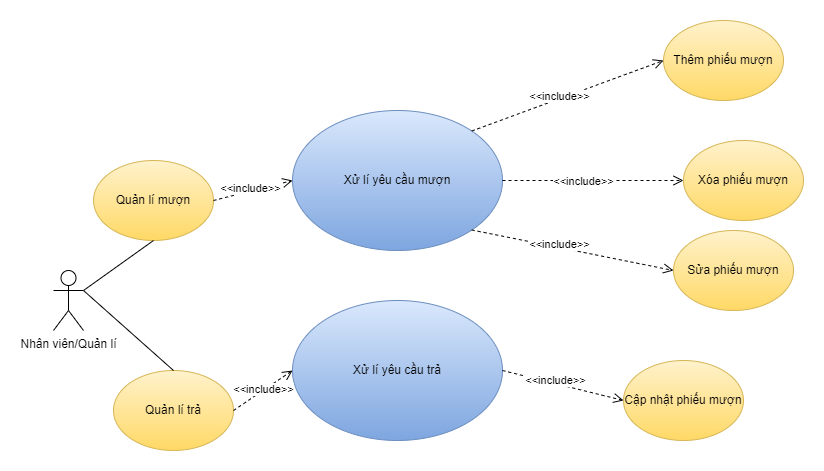 Thêm phiếu mượn
<<include>>
Xử lí yêu cầu mượn
<<include>>
Xóa phiếu mượn
<<include>>
Quản lí mượn
<<include>>
Sửa phiếu mượn
Nhân viên/Quản lí
Xử lí yêu cầu trả
<<include>>
<<include>>
Cập nhật phiếu mượn
Quản lí trả